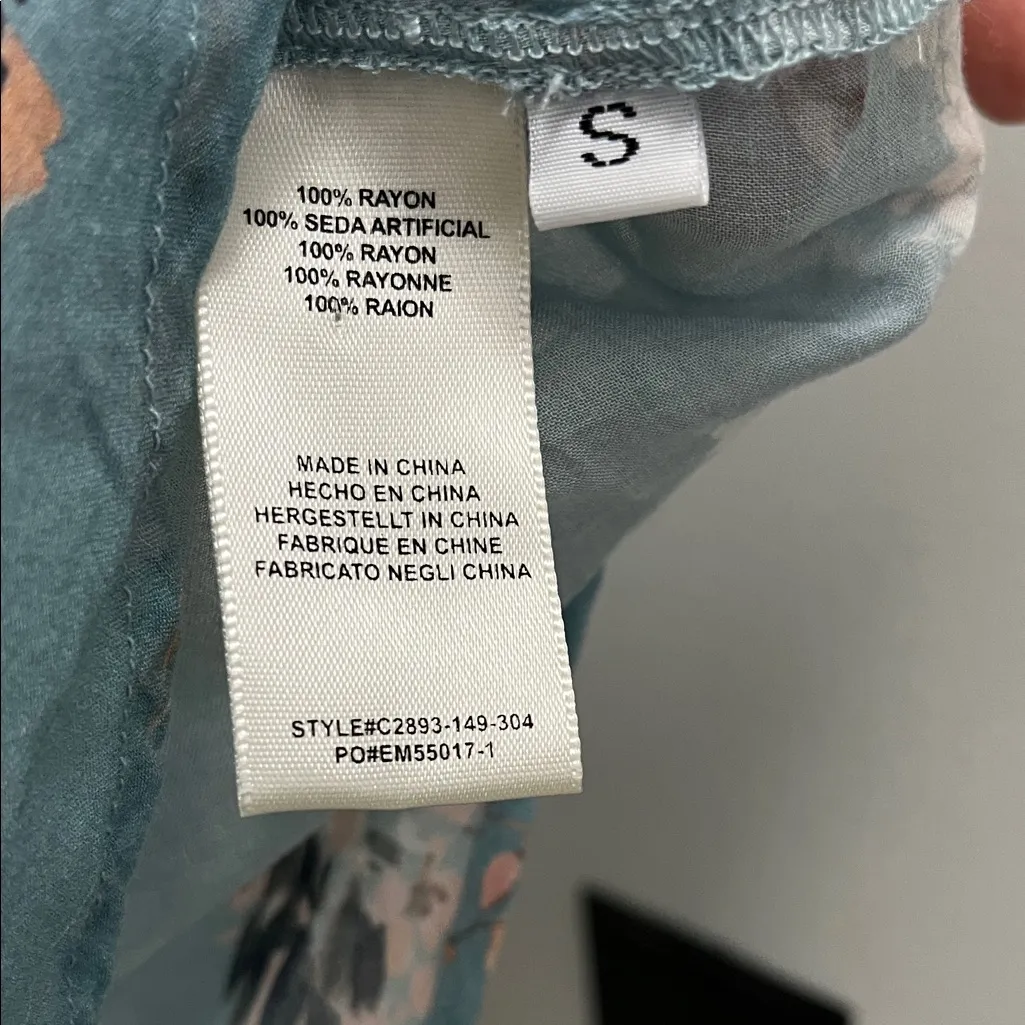 S
100% RAYON
100% SEDA ARTIFICIAL
100% RAYON
100% RAYONNE
100% RAION
MADE IN CHINA
HECHO EN CHINA
HERGESTELLT IN CHINA
FABRIQUE EN CHINE
FABRICATO NEGLI CHINA
STYLE#C2893-149-304
PO#EM55017-1